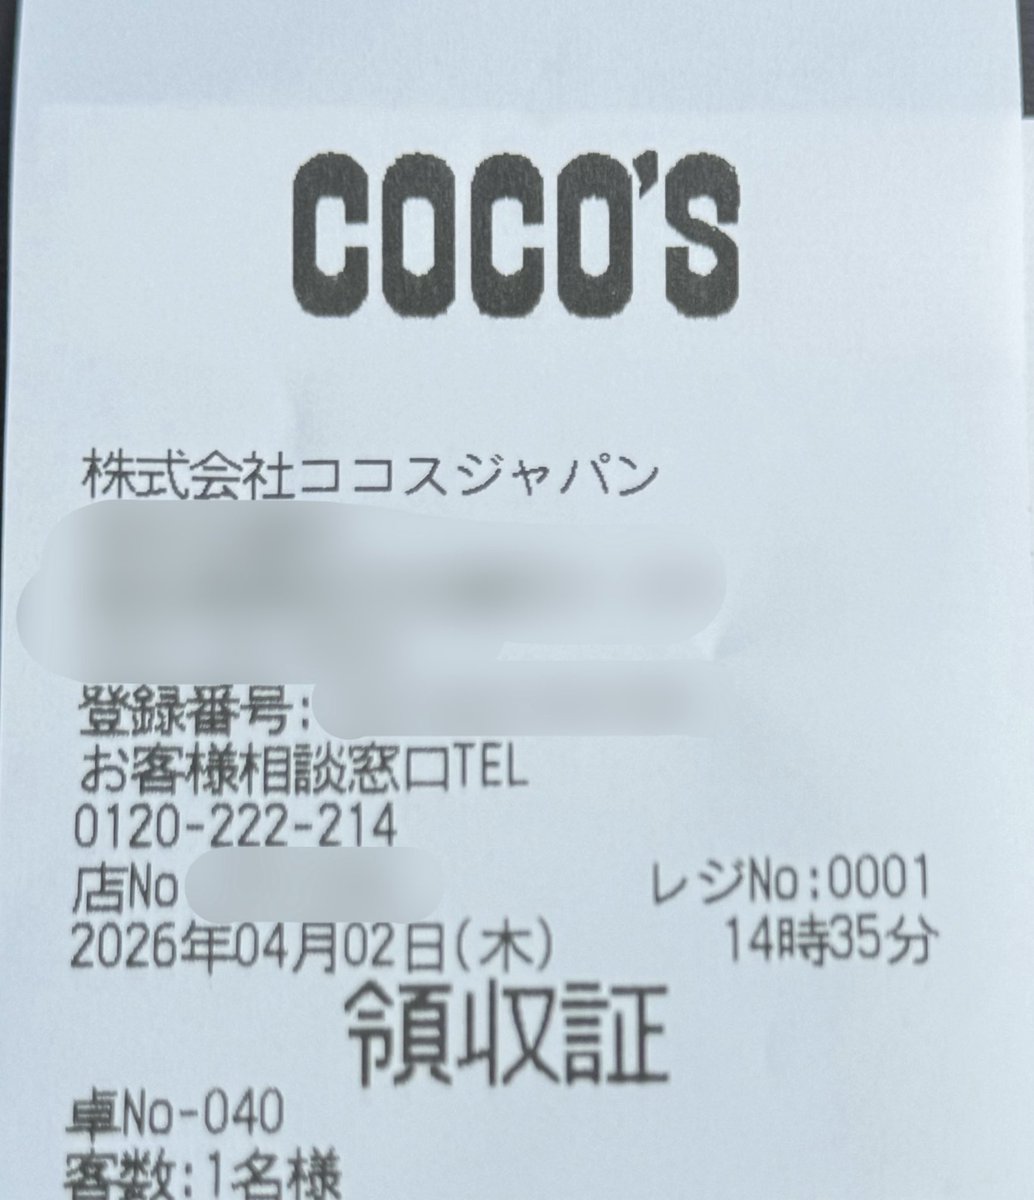 COCO'S
株式会社ココスジャパン
登録番号:
お客様相談窓口TEL
0120-222-214
店No
レジNo:0001
2026年04月02日(木)
14時35分
領収証
卓No-040
客数:1名様